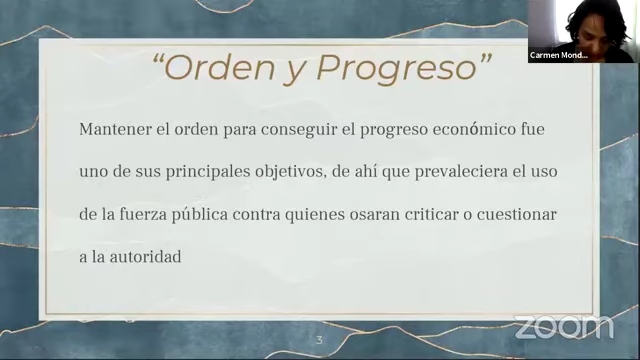 “Orden y Progreso”
Carmen Mond...
Mantener el orden para conseguir el progreso económico fue
uno de sus principales objetivos, de ahí que prevaleciera el uso
de la fuerza pública contra quienes osaran criticar o cuestionar
a la autoridad
zoom
3